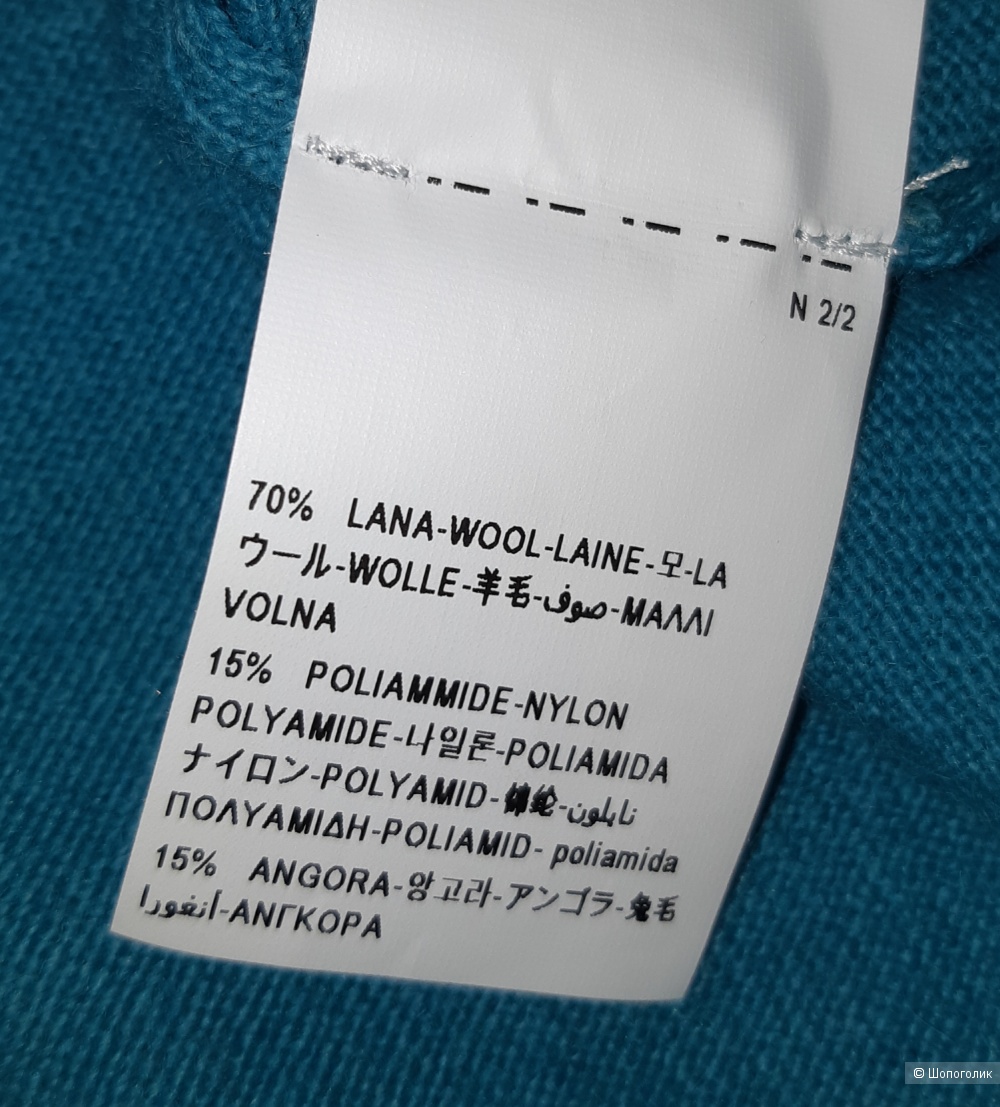 N 2/2
70% LANA-WOOL-LAINE-모-LA
ウール-WOLLE-羊毛-صوف-ΜΑΛΛΙ
VOLNA
15% POLIAMMIDE-NYLON
POLYAMIDE-나일론-POLIAMIDA
ナイロン-POLYAMID-锦纶-نايلون
ΠΟΛΥΑΜΙΔΗ-POLIAMID- poliamida
15% ANGORA-앙고라-アンゴラ-兔毛
أنغورا-ΑΝΓΚΟΡΑ
© Шопоголик